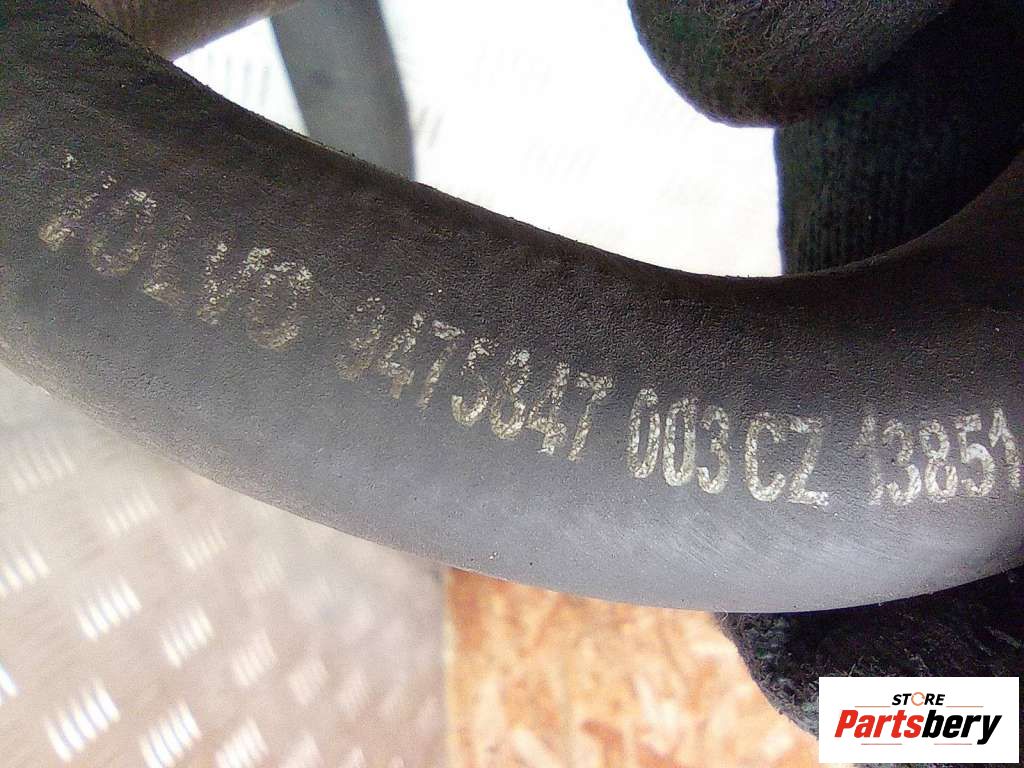 VOLVO 9475847 003 CZ 13851
STORE
Partsbery